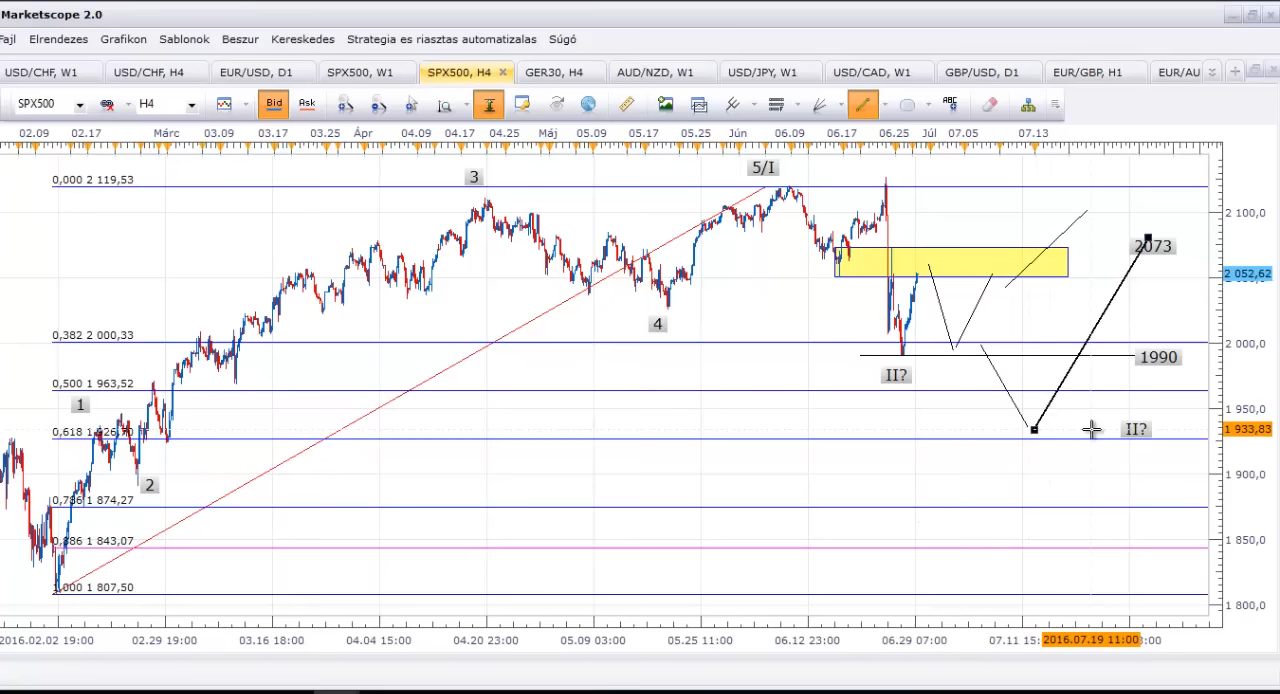 Marketscope 2.0
Fajl Elrendezes Grafikon Sablonok Beszur Kereskedes Strategia es riasztas automatizalas Súgó
USD/CHF, W1 USD/CHF, H4 EUR/USD, D1 SPX500, W1 SPX500, H4 GER30, H4 AUD/NZD, W1 USD/JPY, W1 USD/CAD, W1 GBP/USD, D1 EUR/GBP, H1 EUR/AU
SPX500 H4 Bid Ask ABC
02.09 02.17 Márc 03.09 03.17 03.25 Ápr 04.09 04.17 04.25 Máj 05.09 05.17 05.25 Jún 06.09 06.17 06.25 Júl 07.05 07.13
5/I
3
0,000 2 119,53
2 100,0
2073
2 052,62
4
0,382 2 000,33
2 000,0
1990
II?
0,500 1 963,52
1
1 950,0
0,618 1 926,70
II?
1 933,83
2
1 900,0
0,786 1 874,27
1 850,0
0,886 1 843,07
1,000 1 807,50
1 800,0
2016.02.02 19:00 02.29 19:00 03.16 18:00 04.04 15:00 04.20 23:00 05.09 03:00 05.25 11:00 06.12 23:00 06.29 07:00 07.11 15: 2016.07.19 11:00 :00